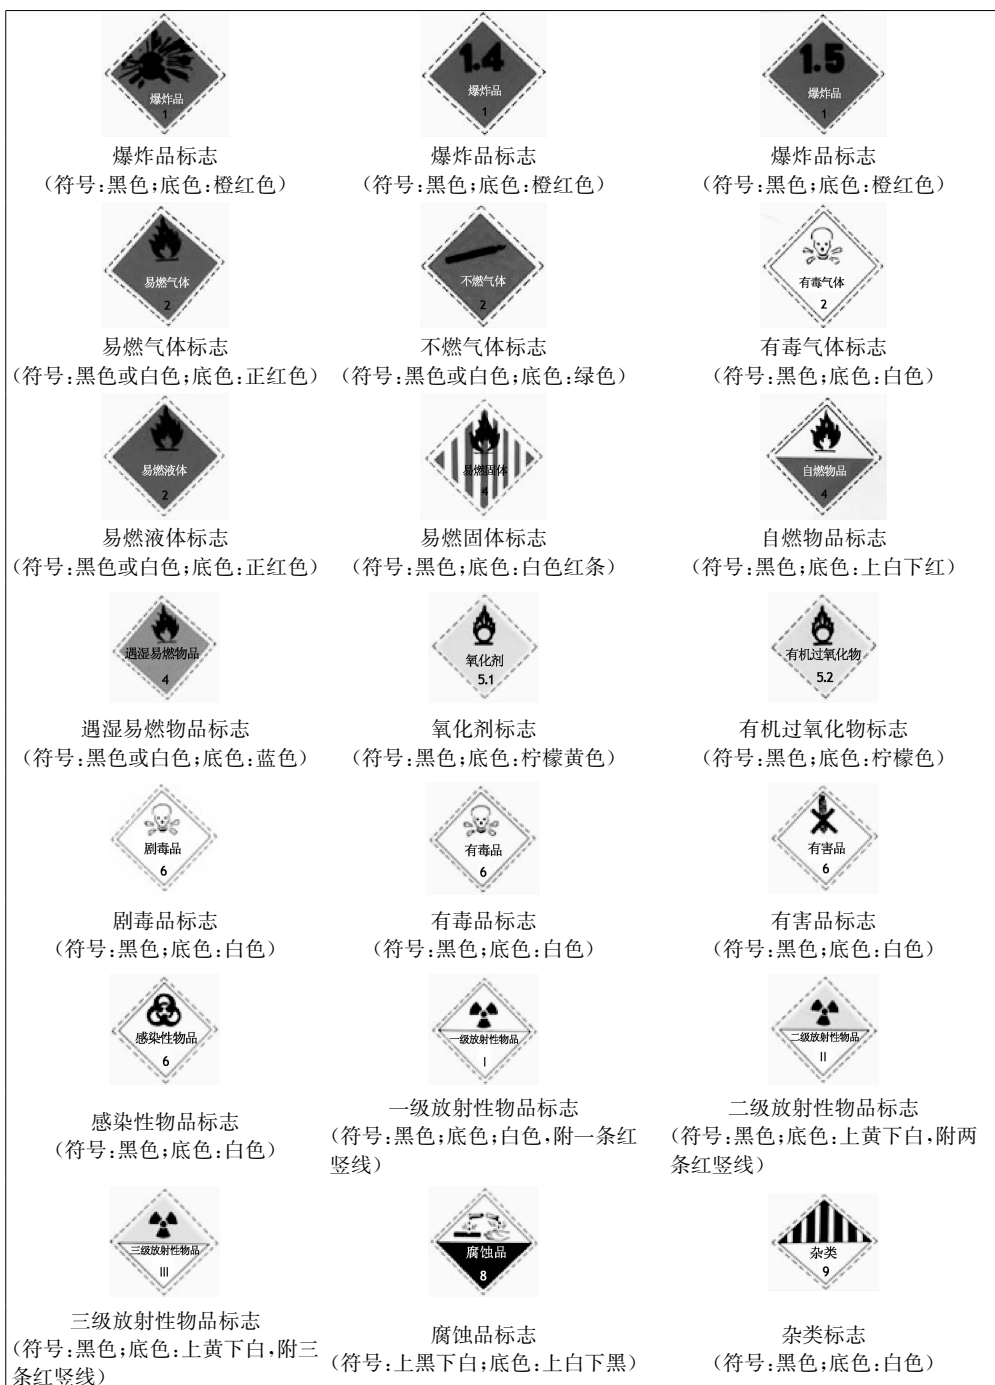 爆炸品
1
1.4
爆炸品
1
1.5
爆炸品
1
爆炸品标志
(符号:黑色;底色:橙红色)
爆炸品标志
(符号:黑色;底色:橙红色)
爆炸品标志
(符号:黑色;底色:橙红色)
易燃气体
2
不燃气体
2
有毒气体
2
易燃气体标志
(符号:黑色或白色;底色:正红色)
不燃气体标志
(符号:黑色或白色;底色:绿色)
有毒气体标志
(符号:黑色;底色:白色)
易燃液体
2
易燃固体
4
自燃物品
4
易燃液体标志
(符号:黑色或白色;底色:正红色)
易燃固体标志
(符号:黑色;底色:白色红条)
自燃物品标志
(符号:黑色;底色:上白下红)
遇湿易燃物品
4
氧化剂
5.1
有机过氧化物
5.2
遇湿易燃物品标志
(符号:黑色或白色;底色:蓝色)
氧化剂标志
(符号:黑色;底色:柠檬黄色)
有机过氧化物标志
(符号:黑色;底色:柠檬色)
剧毒品
6
有毒品
6
有害品
6
剧毒品标志
(符号:黑色;底色:白色)
有毒品标志
(符号:黑色;底色:白色)
有害品标志
(符号:黑色;底色:白色)
感染性物品
6
一级放射性物品
I
二级放射性物品
II
感染性物品标志
(符号:黑色;底色:白色)
一级放射性物品标志
(符号:黑色;底色;白色,附一条红
竖线)
二级放射性物品标志
(符号:黑色;底色:上黄下白,附两
条红竖线)
三级放射性物品
III
腐蚀品
8
杂类
9
三级放射性物品标志
(符号:黑色;底色:上黄下白,附三
条红竖线)
腐蚀品标志
(符号:上黑下白;底色:上白下黑)
杂类标志
(符号:黑色;底色:白色)